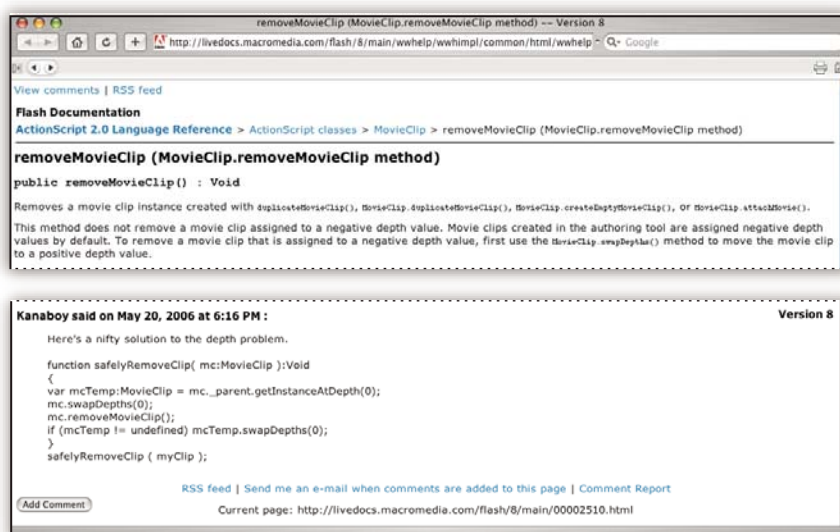 removeMovieClip (MovieClip.removeMovieClip method) -- Version 8
http://livedocs.macromedia.com/flash/8/main/wwhelp/wwhimpl/common/html/wwhelp
Google
View comments | RSS feed
Flash Documentation
ActionScript 2.0 Language Reference > ActionScript classes > MovieClip > removeMovieClip (MovieClip.removeMovieClip method)
removeMovieClip (MovieClip.removeMovieClip method)
public removeMovieClip() : Void
Removes a movie clip instance created with duplicateMovieClip(), MovieClip.duplicateMovieClip(), MovieClip.createEmptyMovieClip(), or MovieClip.attachMovie().
This method does not remove a movie clip assigned to a negative depth value. Movie clips created in the authoring tool are assigned negative depth
values by default. To remove a movie clip that is assigned to a negative depth value, first use the MovieClip.swapDepths() method to move the movie clip
to a positive depth value.
Kanaboy said on May 20, 2006 at 6:16 PM :
Version 8
Here's a nifty solution to the depth problem.
function safelyRemoveClip( mc:MovieClip ):Void
{
var mcTemp:MovieClip = mc._parent.getInstanceAtDepth(0);
mc.swapDepths(0);
mc.removeMovieClip();
if (mcTemp != undefined) mcTemp.swapDepths(0);
}
safelyRemoveClip ( myClip );
RSS feed | Send me an e-mail when comments are added to this page | Comment Report
Add Comment
Current page: http://livedocs.macromedia.com/flash/8/main/00002510.html